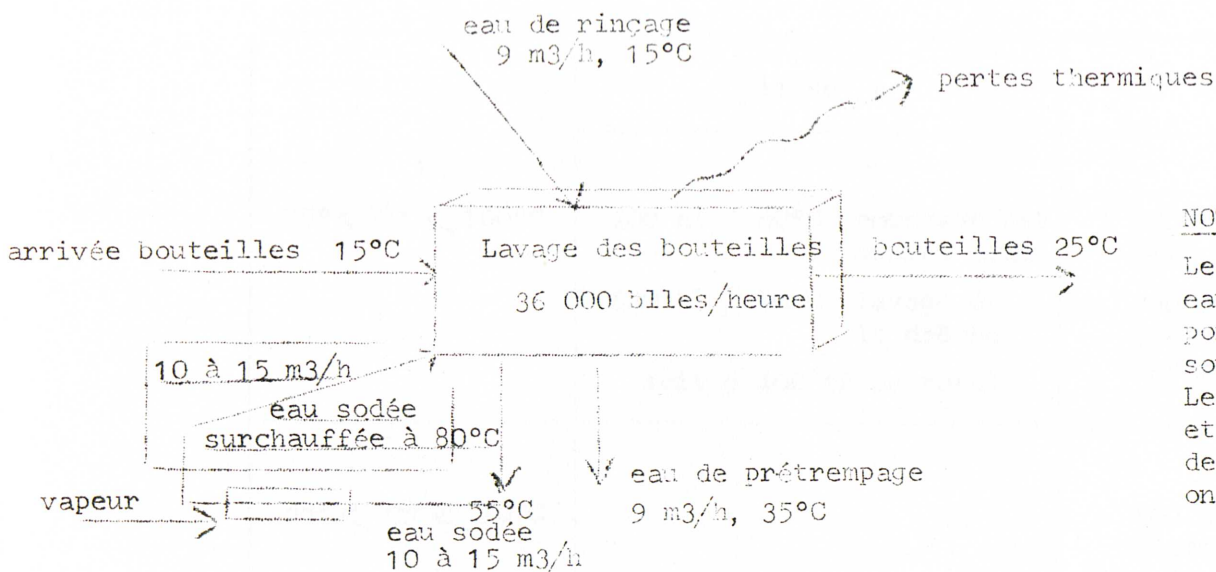 eau de rinçage
9 m3/h, 15°C
pertes thermiques
arrivée bouteilles 15°C
Lavage des bouteilles
bouteilles 25°C
36 000 blles/heure
10 à 15 m3/h
eau sodée
surchauffée à 80°C
vapeur
55°C
eau sodée
10 à 15 m3/h
eau de prétrempage
9 m3/h, 35°C
NO
Le
eau
po
so
Le
et
de
on